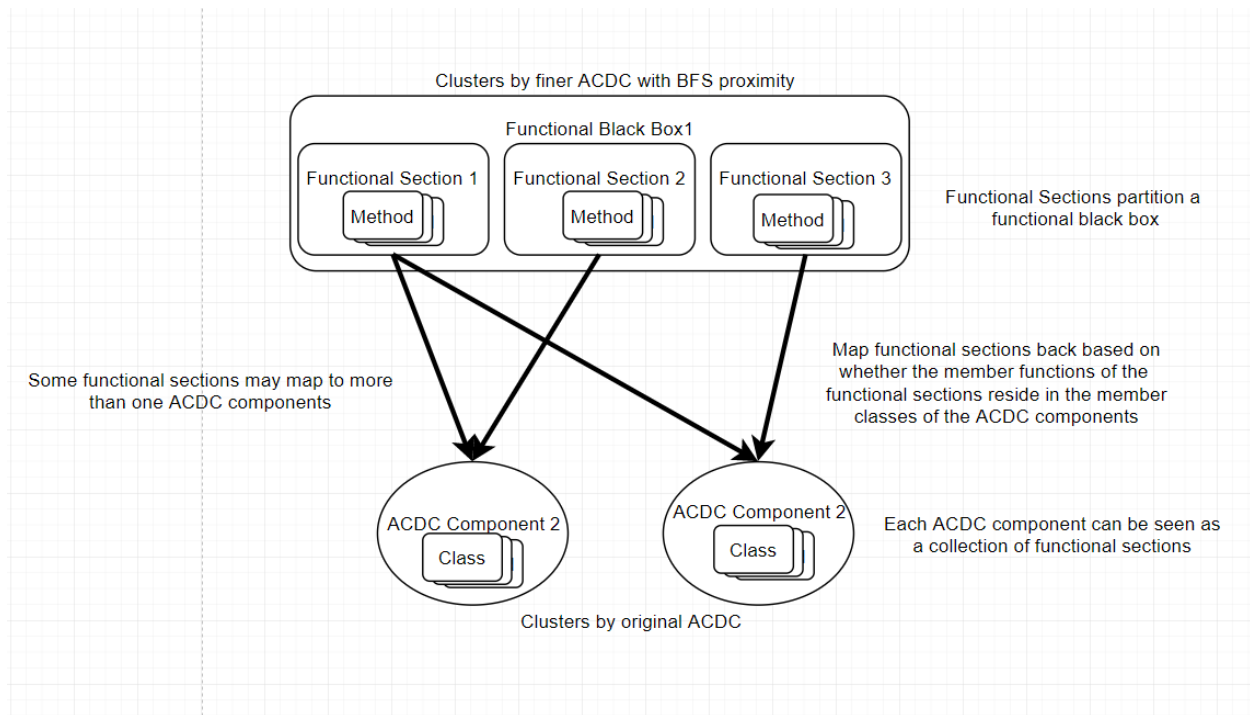 Clusters by finer ACDC with BFS proximity
Functional Black Box1
Functional Section 1
Functional Section 2
Functional Section 3
Method
Method
Method
Functional Sections partition a
functional black box
Some functional sections may map to more
than one ACDC components
Map functional sections back based on
whether the member functions of the
functional sections reside in the member
classes of the ACDC components
ACDC Component 2
Class
ACDC Component 2
Class
Each ACDC component can be seen as
a collection of functional sections
Clusters by original ACDC